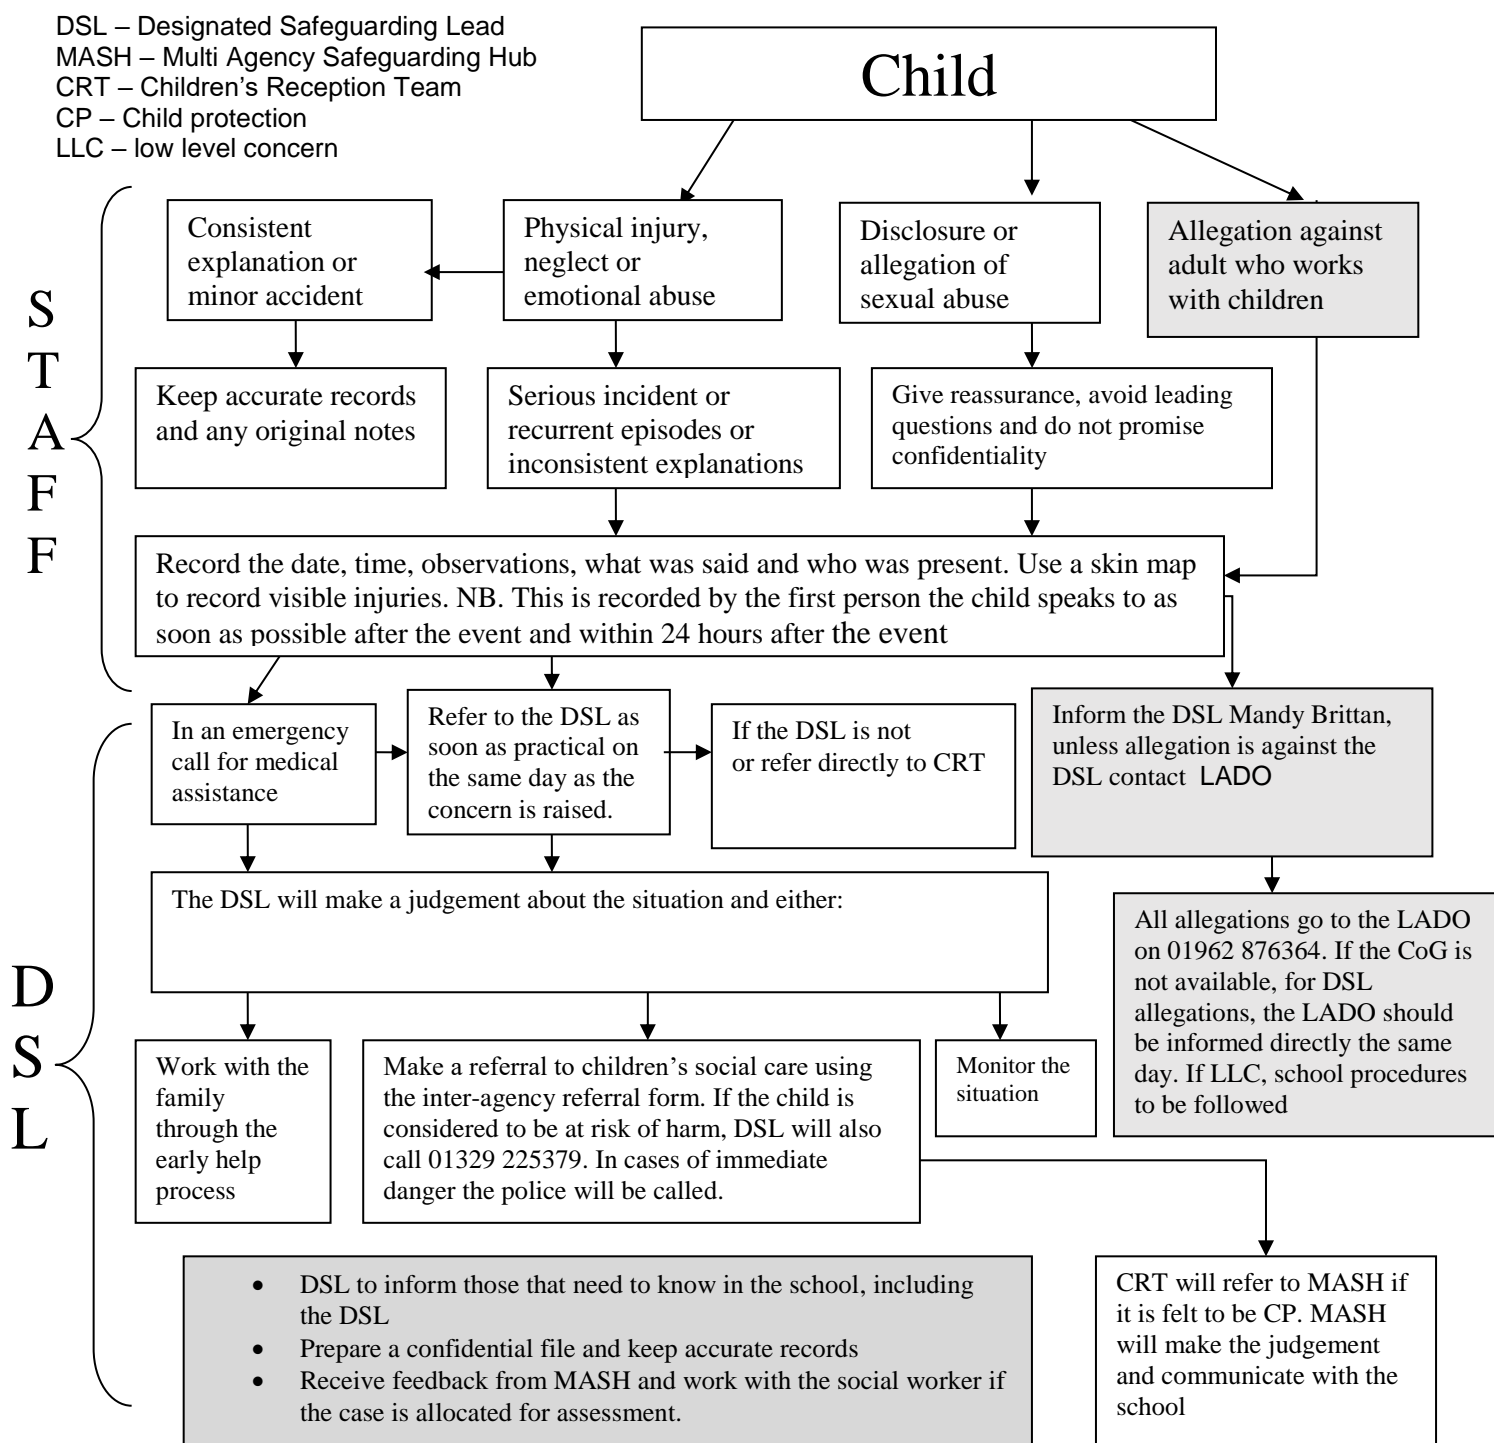 DSL – Designated Safeguarding Lead
MASH – Multi Agency Safeguarding Hub
CRT – Children's Reception Team
CP – Child protection
LLC – low level concern
Child
STAFF
Consistent
explanation or
minor accident
Physical injury,
neglect or
emotional abuse
Disclosure or
allegation of
sexual abuse
Allegation against
adult who works
with children
Keep accurate records
and any original notes
Serious incident or
recurrent episodes or
inconsistent explanations
Give reassurance, avoid leading
questions and do not promise
confidentiality
Record the date, time, observations, what was said and who was present. Use a skin map
to record visible injuries. NB. This is recorded by the first person the child speaks to as
soon as possible after the event and within 24 hours after the event
DSL
In an emergency
call for medical
assistance
Refer to the DSL as
soon as practical on
the same day as the
concern is raised.
If the DSL is not
or refer directly to CRT
Inform the DSL Mandy Brittan,
unless allegation is against the
DSL contact LADO
The DSL will make a judgement about the situation and either:
All allegations go to the LADO
on 01962 876364. If the CoG is
not available, for DSL
allegations, the LADO should
be informed directly the same
day. If LLC, school procedures
to be followed
Work with the
family
through the
early help
process
Make a referral to children's social care using
the inter-agency referral form. If the child is
considered to be at risk of harm, DSL will also
call 01329 225379. In cases of immediate
danger the police will be called.
Monitor the
situation
• DSL to inform those that need to know in the school, including
the DSL
• Prepare a confidential file and keep accurate records
• Receive feedback from MASH and work with the social worker if
the case is allocated for assessment.
CRT will refer to MASH if
it is felt to be CP. MASH
will make the judgement
and communicate with the
school